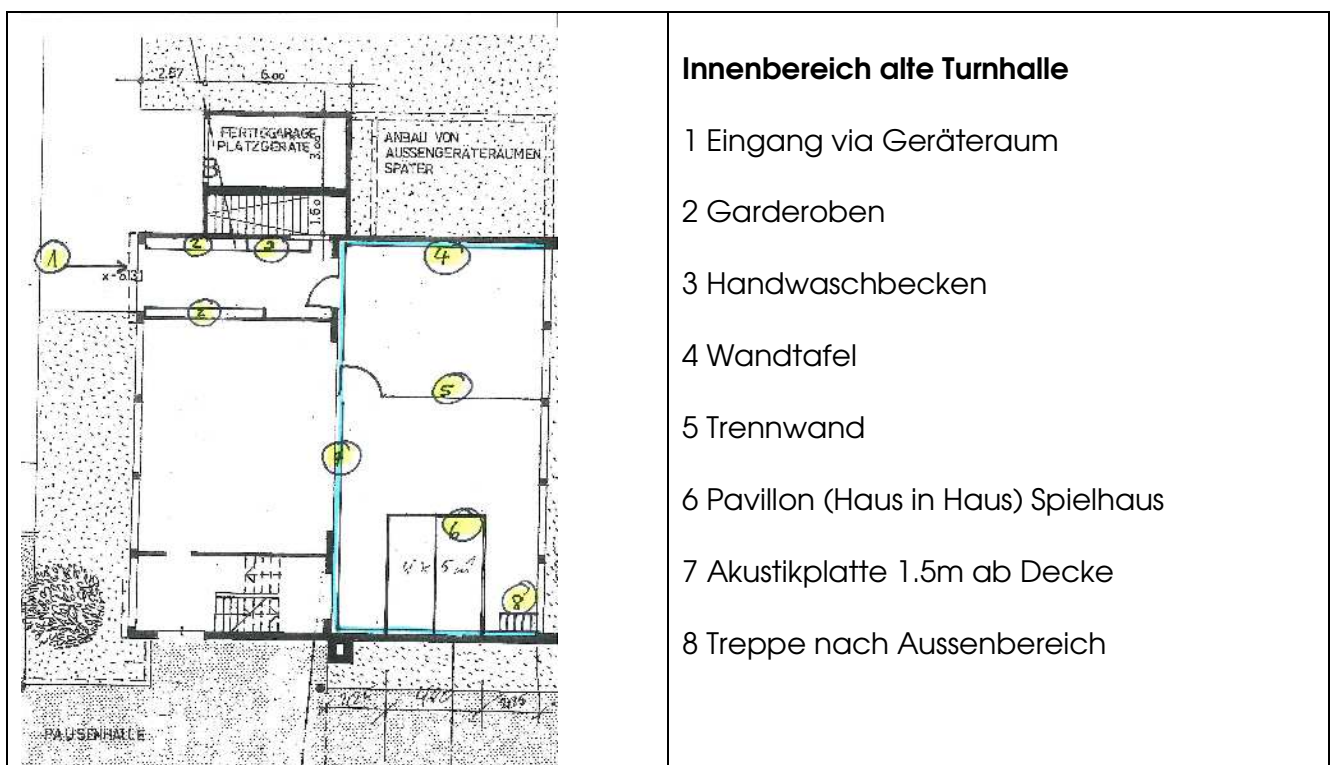 2.87 6.00
FERTIGGARAGE
PLATZGERÄTE
ANBAU VON
AUSSENGERÄTERÄUMEN
SPÄTER
1.60
1
2
3
4
2
5
7
6
8
PAUSENHALLE
Innenbereich alte Turnhalle
1 Eingang via Geräteraum
2 Garderoben
3 Handwaschbecken
4 Wandtafel
5 Trennwand
6 Pavillon (Haus in Haus) Spielhaus
7 Akustikplatte 1.5m ab Decke
8 Treppe nach Aussenbereich